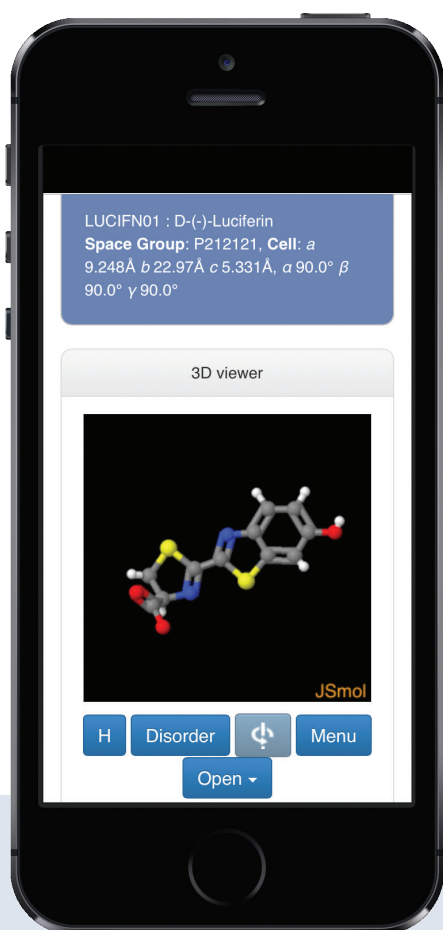 LUCIFN01 : D-(-)-Luciferin
Space Group: P212121, Cell: a
9.248Å b 22.97Å c 5.331Å, α 90.0° β
90.0° γ 90.0°
3D viewer
JSmol
H Disorder Menu
Open